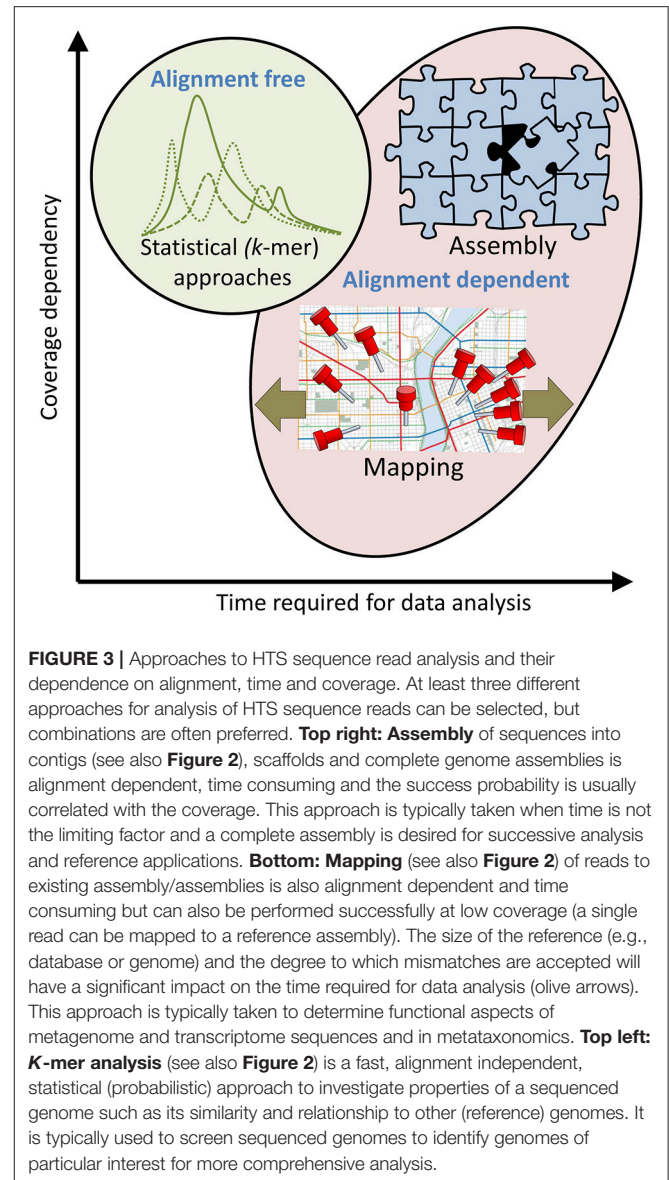 Alignment free
Statistical (k-mer)
approaches
Assembly
Alignment dependent
Mapping
Coverage dependency
Time required for data analysis
FIGURE 3 | Approaches to HTS sequence read analysis and their
dependence on alignment, time and coverage. At least three different
approaches for analysis of HTS sequence reads can be selected, but
combinations are often preferred. Top right: Assembly of sequences into
contigs (see also Figure 2), scaffolds and complete genome assemblies is
alignment dependent, time consuming and the success probability is usually
correlated with the coverage. This approach is typically taken when time is not
the limiting factor and a complete assembly is desired for successive analysis
and reference applications. Bottom: Mapping (see also Figure 2) of reads to
existing assembly/assemblies is also alignment dependent and time
consuming but can also be performed successfully at low coverage (a single
read can be mapped to a reference assembly). The size of the reference (e.g.,
database or genome) and the degree to which mismatches are accepted will
have a significant impact on the time required for data analysis (olive arrows).
This approach is typically taken to determine functional aspects of
metagenome and transcriptome sequences and in metataxonomics. Top left:
K-mer analysis (see also Figure 2) is a fast, alignment independent,
statistical (probabilistic) approach to investigate properties of a sequenced
genome such as its similarity and relationship to other (reference) genomes. It
is typically used to screen sequenced genomes to identify genomes of
particular interest for more comprehensive analysis.